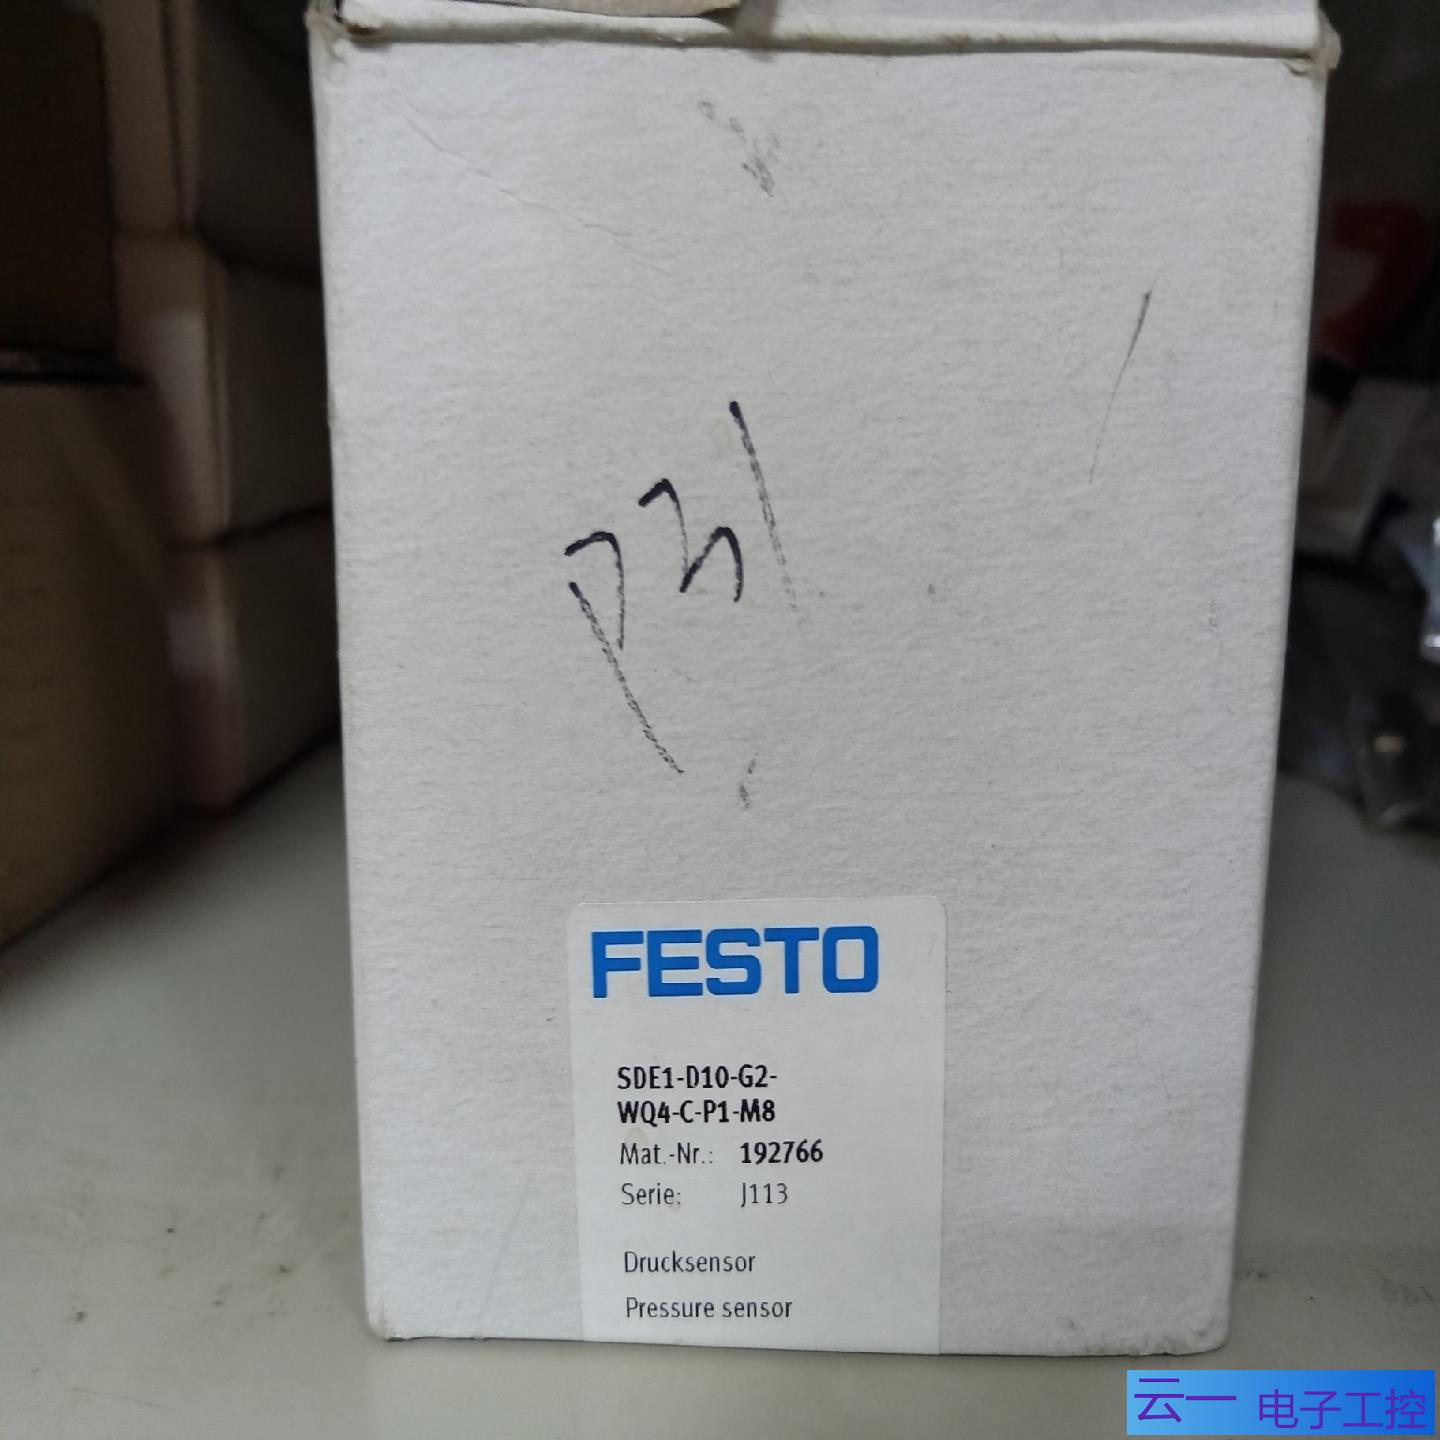 FESTO
SDE1-D10-G2-
WQ4-C-P1-M8
Mat.-Nr.: 192766
Serie: J113
Drucksensor
Pressure sensor
云一 电子工控